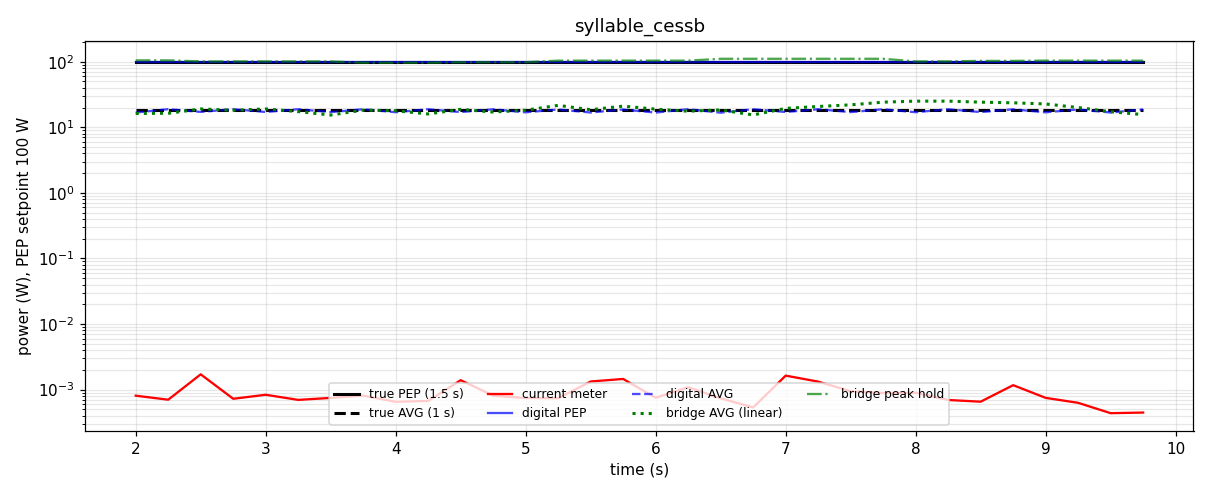 syllable_cessb
power (W), PEP setpoint 100 W
10²
10¹
10⁰
10⁻¹
10⁻²
10⁻³
true PEP (1.5 s)
true AVG (1 s)
current meter
digital PEP
digital AVG
bridge AVG (linear)
bridge peak hold
2 3 4 5 6 7 8 9 10
time (s)